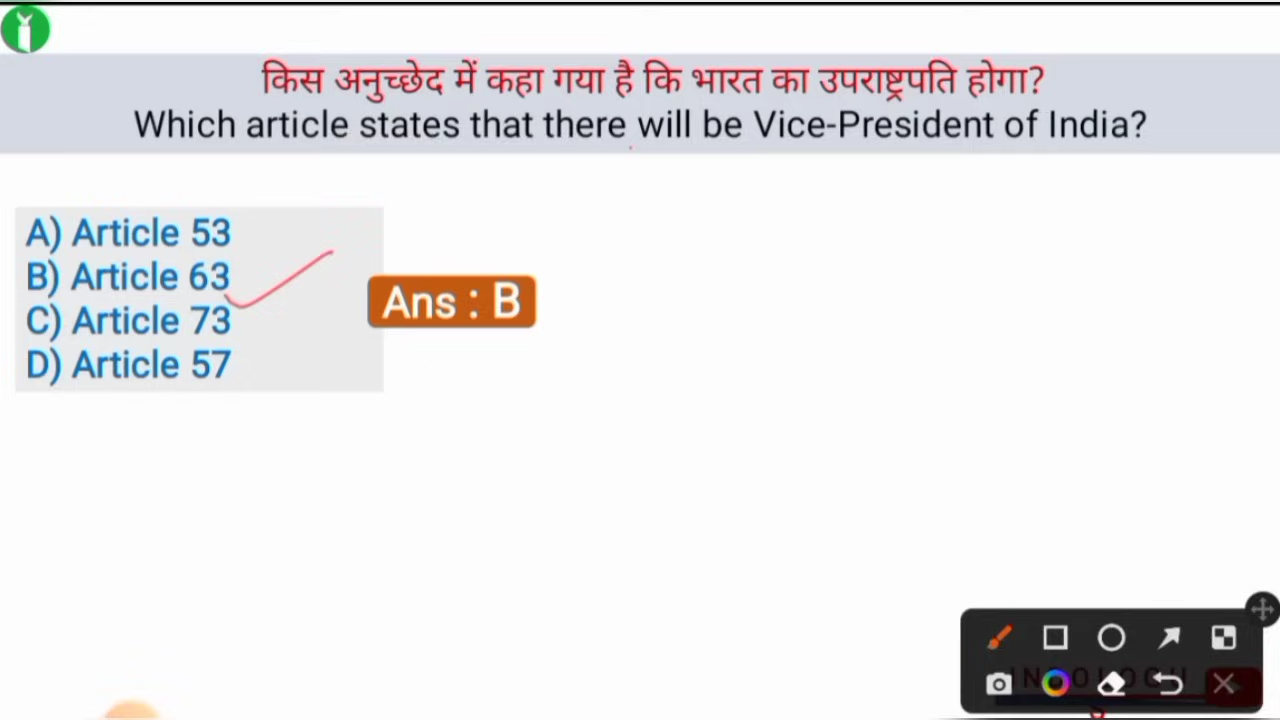 किस अनुच्छेद में कहा गया है कि भारत का उपराष्ट्रपति होगा?
Which article states that there will be Vice-President of India?
A) Article 53
B) Article 63
C) Article 73
D) Article 57
Ans : B